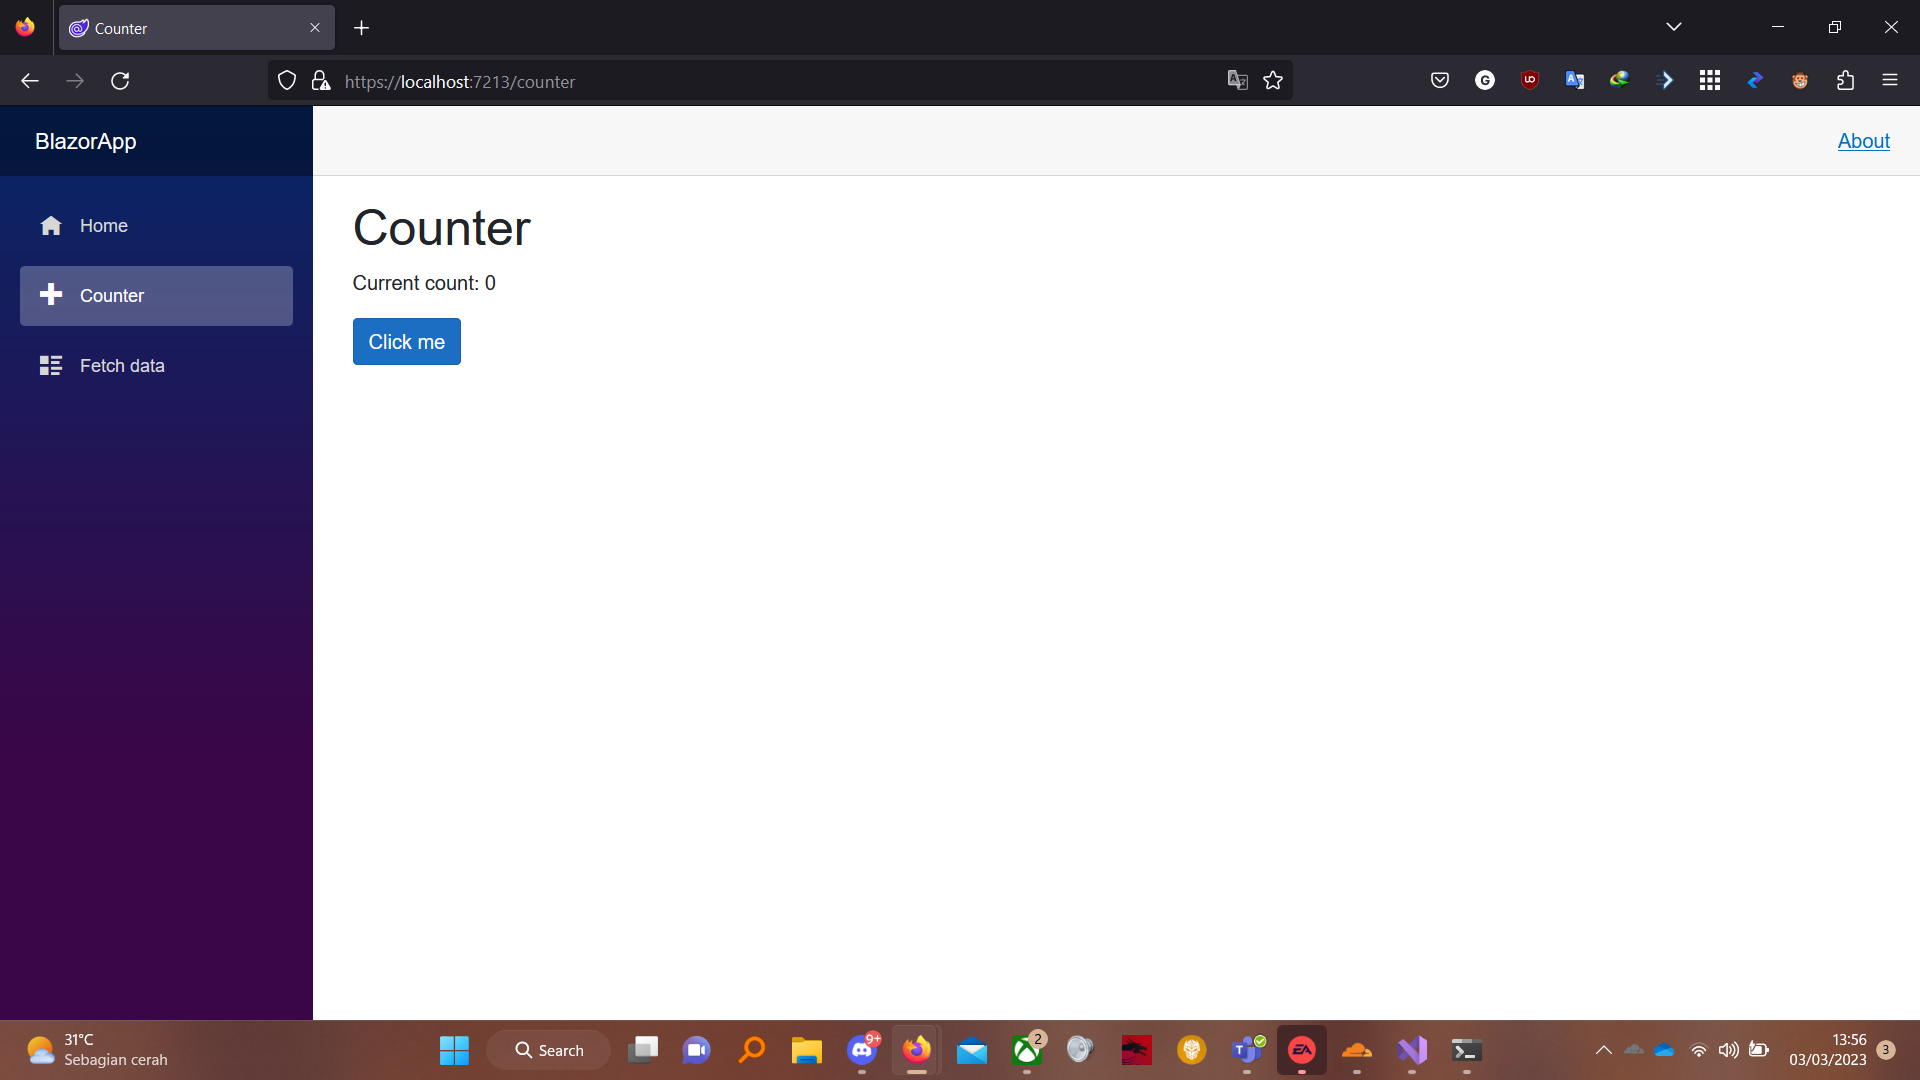 Counter
https://localhost:7213/counter
BlazorApp
About
Home
Counter
Fetch data
Counter
Current count: 0
Click me
31°C
Sebagian cerah
Search
9+
2
EA
13:56
03/03/2023
3